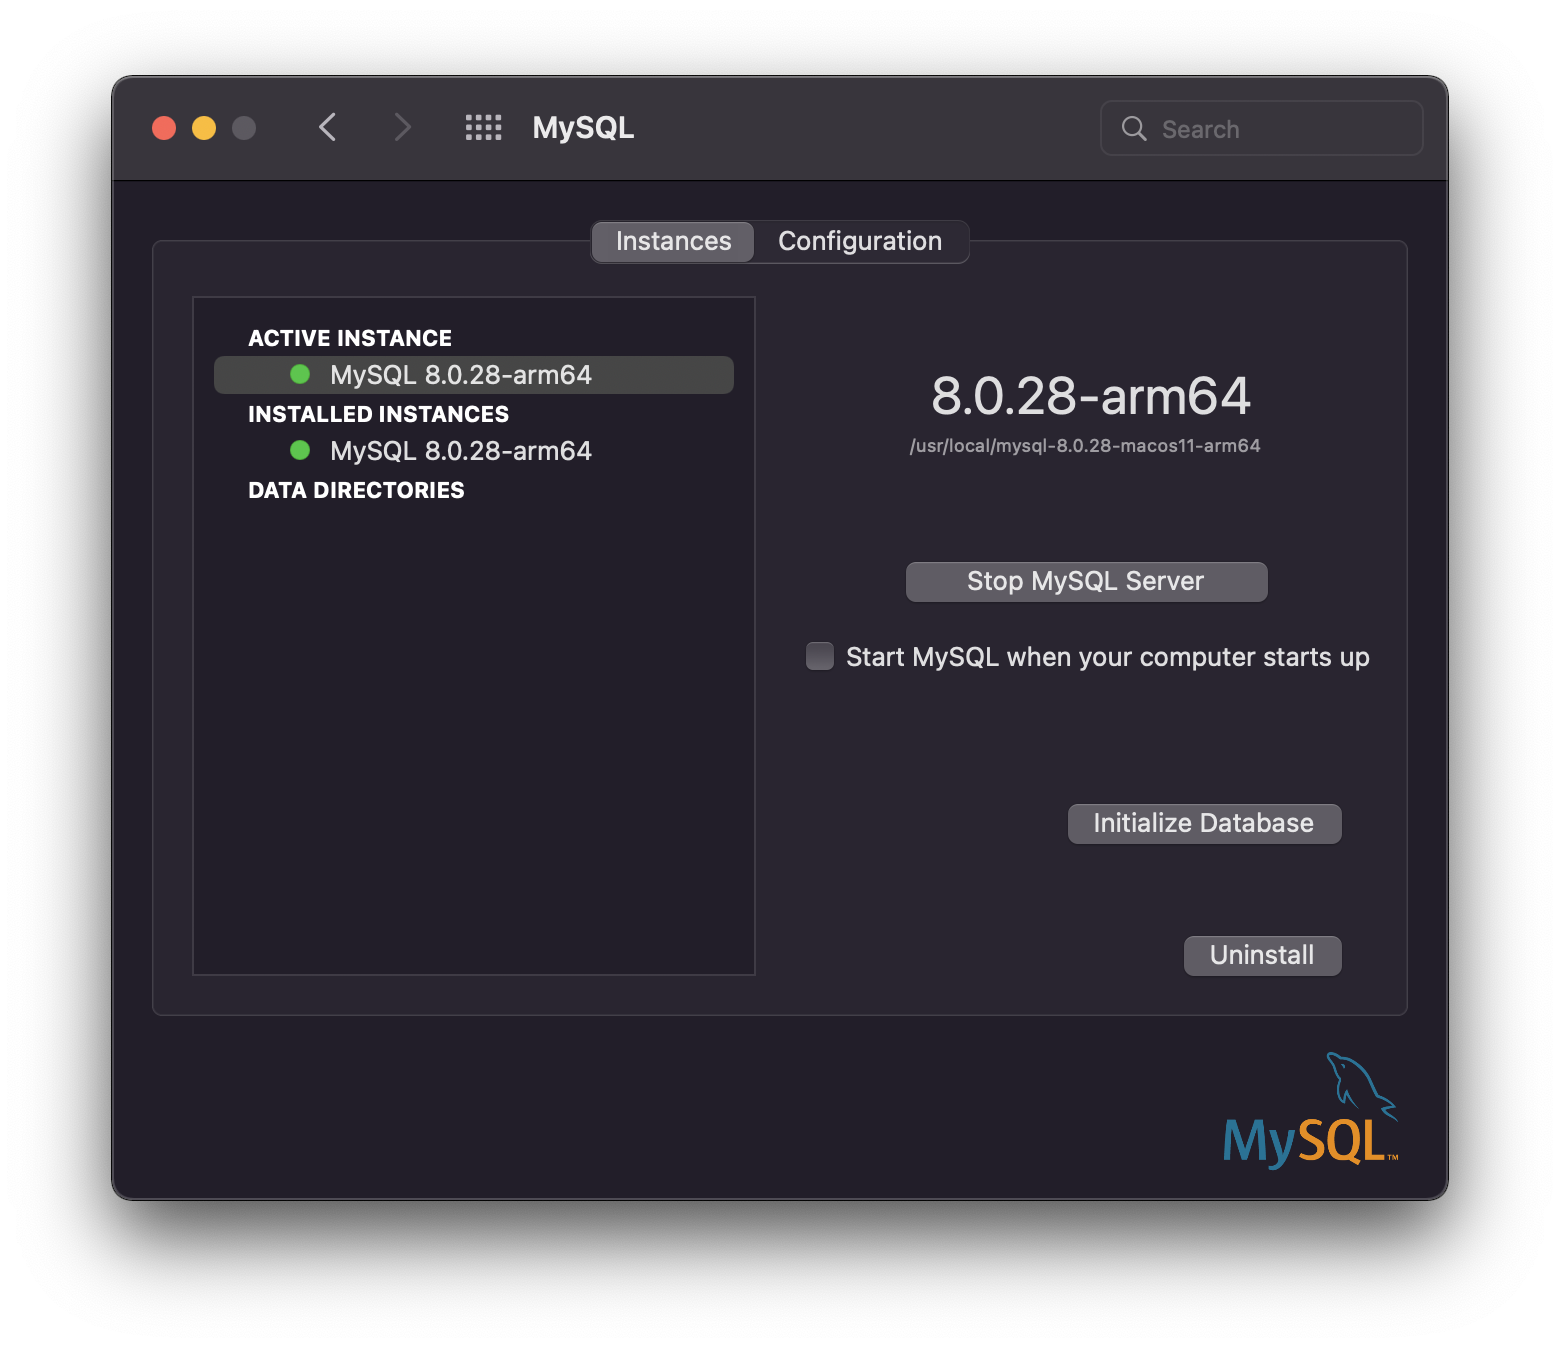 MySQL
Search
Instances
Configuration
ACTIVE INSTANCE
MySQL 8.0.28-arm64
INSTALLED INSTANCES
MySQL 8.0.28-arm64
DATA DIRECTORIES
8.0.28-arm64
/usr/local/mysql-8.0.28-macos11-arm64
Stop MySQL Server
Start MySQL when your computer starts up
Initialize Database
Uninstall
MySQL™